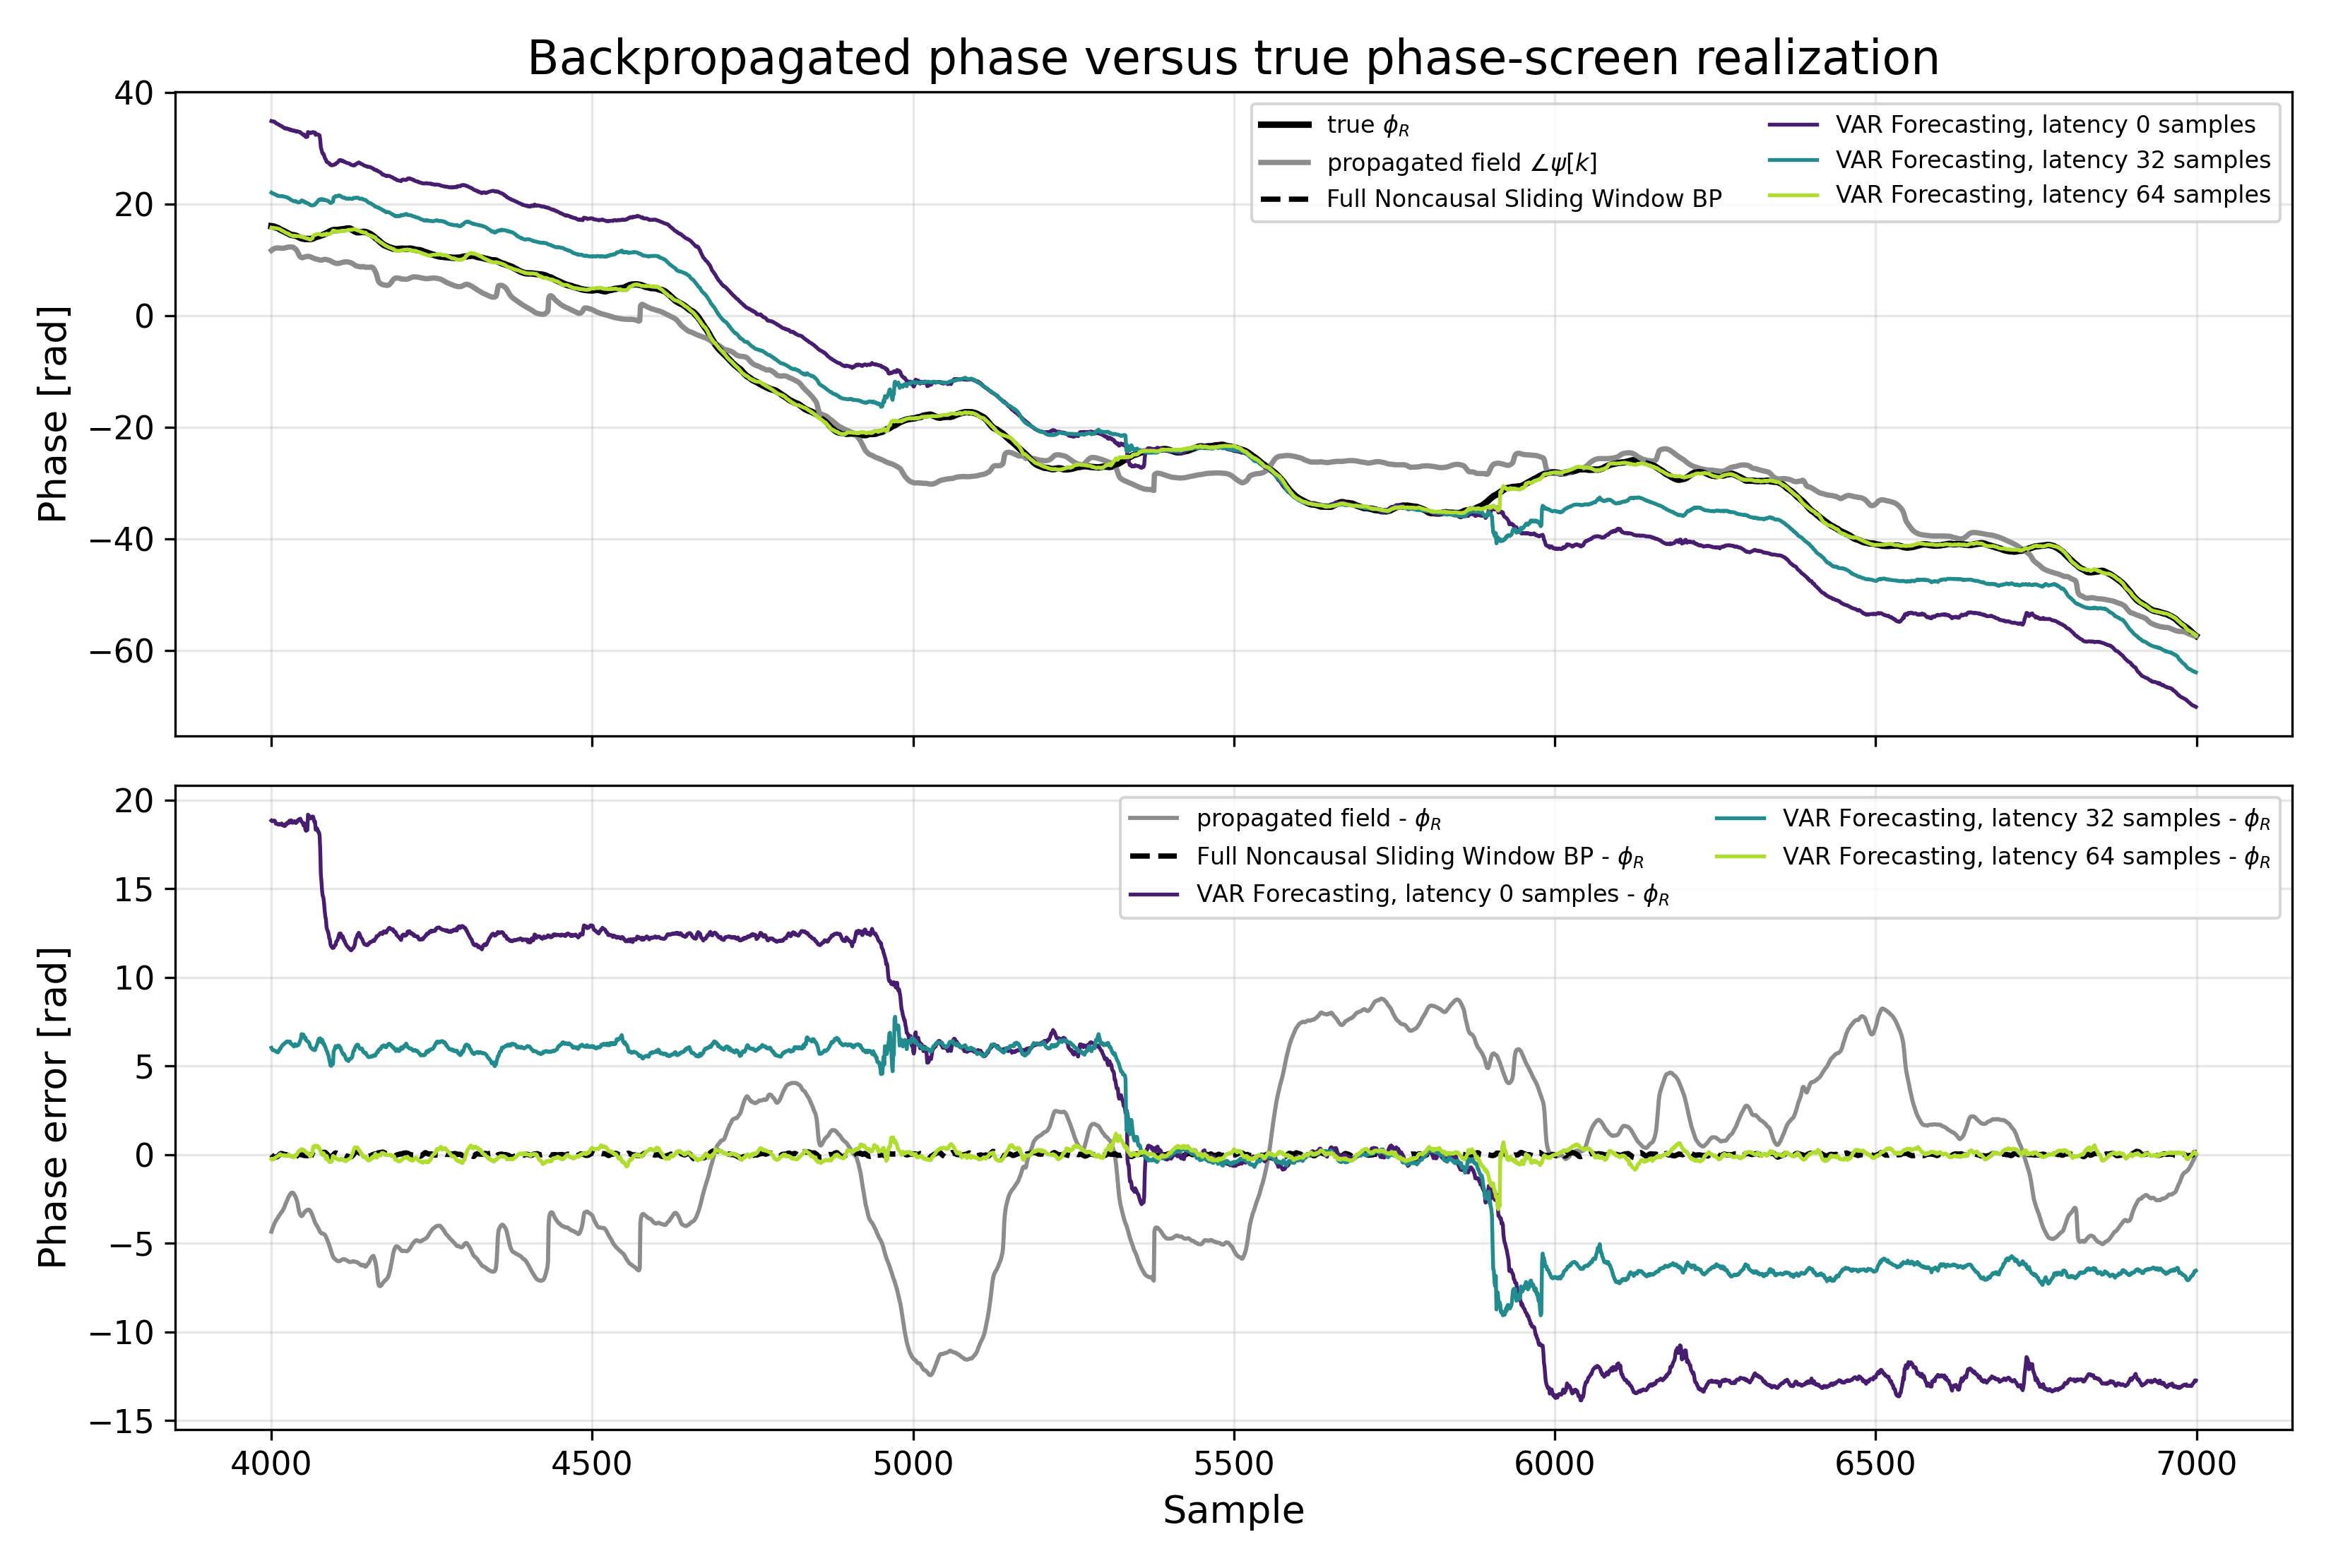 Backpropagated phase versus true phase-screen realization
Phase [rad]
40
20
0
−20
−40
−60
true ϕ_R
propagated field ∠ψ[k]
Full Noncausal Sliding Window BP
VAR Forecasting, latency 0 samples
VAR Forecasting, latency 32 samples
VAR Forecasting, latency 64 samples
Phase error [rad]
20
15
10
5
0
−5
−10
−15
propagated field - ϕ_R
Full Noncausal Sliding Window BP - ϕ_R
VAR Forecasting, latency 0 samples - ϕ_R
VAR Forecasting, latency 32 samples - ϕ_R
VAR Forecasting, latency 64 samples - ϕ_R
4000 4500 5000 5500 6000 6500 7000
Sample